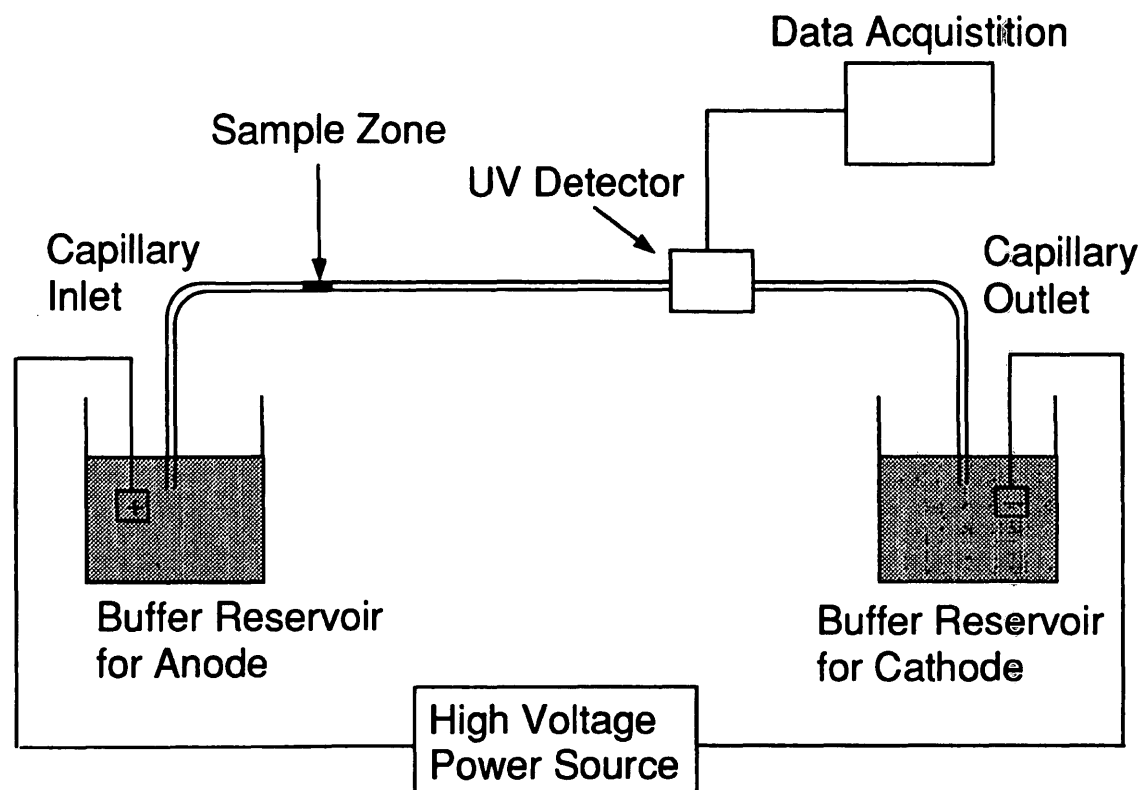 Data Acquistition
Sample Zone
UV Detector
Capillary
Inlet
Capillary
Outlet
+
−
Buffer Reservoir
for Anode
Buffer Reservoir
for Cathode
High Voltage
Power Source